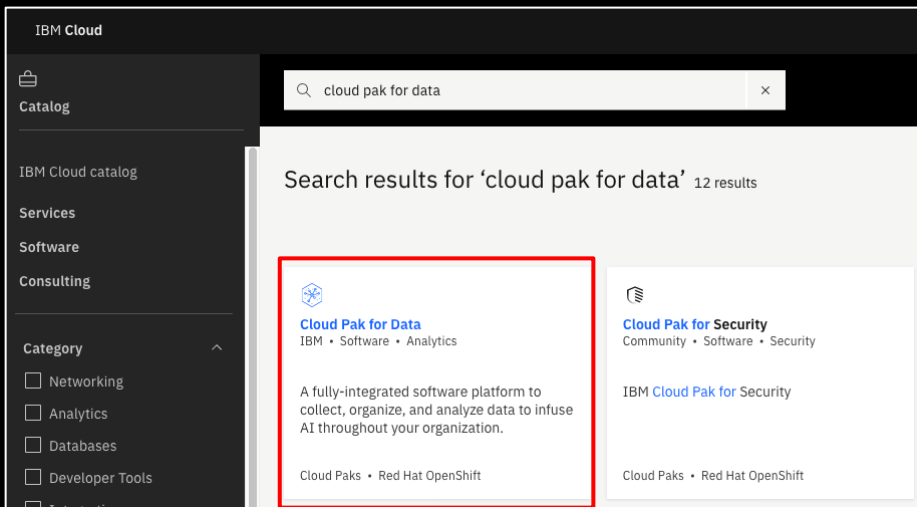 IBM Cloud
Catalog
IBM Cloud catalog
Services
Software
Consulting
Category
Networking
Analytics
Databases
Developer Tools
cloud pak for data
Search results for ‘cloud pak for data’ 12 results
Cloud Pak for Data
IBM • Software • Analytics
A fully-integrated software platform to
collect, organize, and analyze data to infuse
AI throughout your organization.
Cloud Paks • Red Hat OpenShift
Cloud Pak for Security
Community • Software • Security
IBM Cloud Pak for Security
Cloud Paks • Red Hat OpenShift